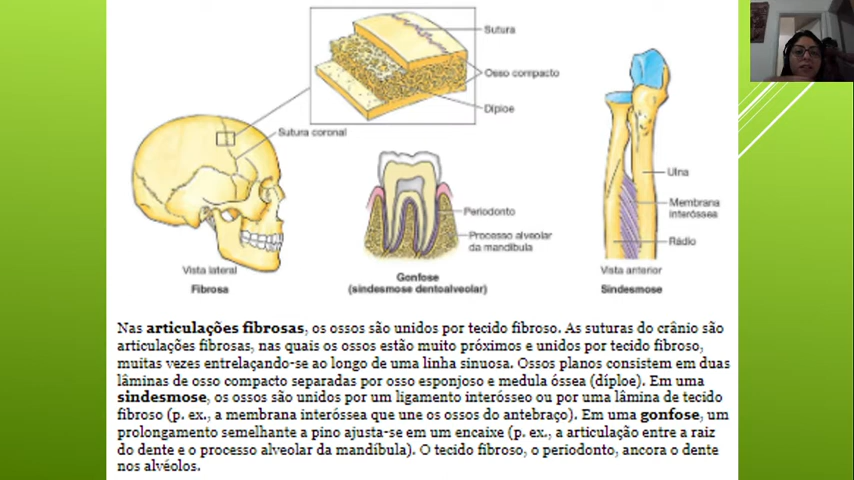 Sutura
Osso compacto
Díploe
Sutura coronal
Ulna
Membrana
interóssea
Rádio
Periodonto
Processo alveolar
da mandíbula
Vista lateral
Fibrosa
Gonfose
(sindesmose dentoalveolar)
Vista anterior
Sindesmose
Nas articulações fibrosas, os ossos são unidos por tecido fibroso. As suturas do crânio são
articulações fibrosas, nas quais os ossos estão muito próximos e unidos por tecido fibroso,
muitas vezes entrelaçando-se ao longo de uma linha sinuosa. Ossos planos consistem em duas
lâminas de osso compacto separadas por osso esponjoso e medula óssea (díploe). Em uma
sindesmose, os ossos são unidos por um ligamento interósseo ou por uma lâmina de tecido
fibroso (p. ex., a membrana interóssea que une os ossos do antebraço). Em uma gonfose, um
prolongamento semelhante a pino ajusta-se em um encaixe (p. ex., a articulação entre a raiz
do dente e o processo alveolar da mandíbula). O tecido fibroso, o periodonto, ancora o dente
nos alvéolos.